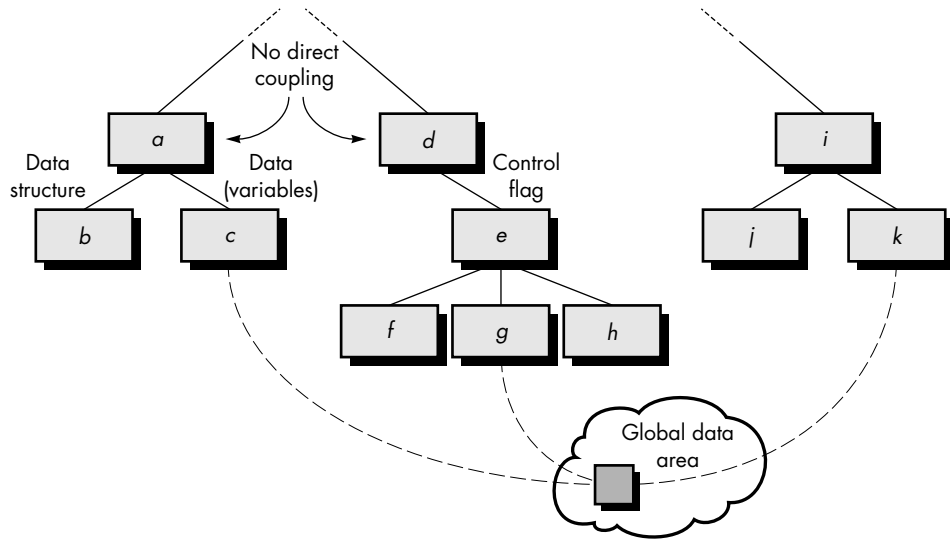 No direct
coupling
a
d
i
Data
structure
Data
(variables)
Control
flag
b
c
e
j
k
f
g
h
Global data
area